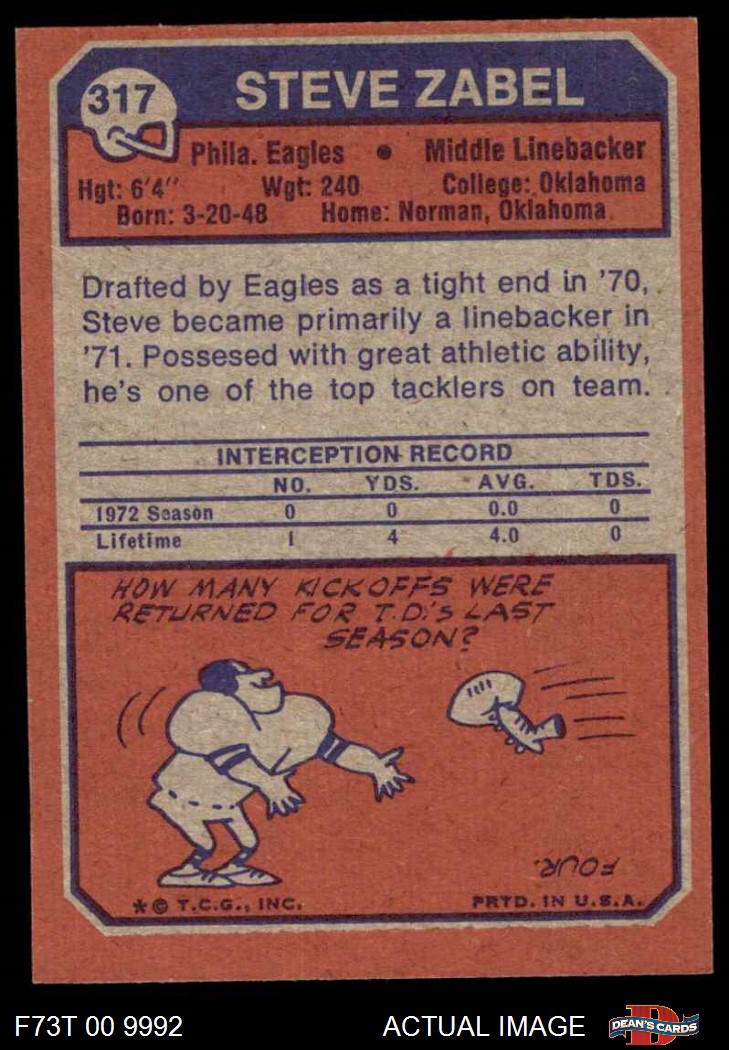 317
STEVE ZABEL
Phila. Eagles • Middle Linebacker
Hgt: 6'4" Wgt: 240 College: Oklahoma
Born: 3-20-48 Home: Norman, Oklahoma
Drafted by Eagles as a tight end in '70,
Steve became primarily a linebacker in
'71. Possesed with great athletic ability,
he's one of the top tacklers on team.
INTERCEPTION RECORD
NO. YDS. AVG. TDS.
1972 Season 0 0 0.0 0
Lifetime 1 4 4.0 0
HOW MANY KICKOFFS WERE
RETURNED FOR T.D.'S LAST
SEASON?
FOUR.
* © T.C.G., INC. PRTD. IN U.S.A.
F73T 00 9992 ACTUAL IMAGE
D
DEAN'S CARDS